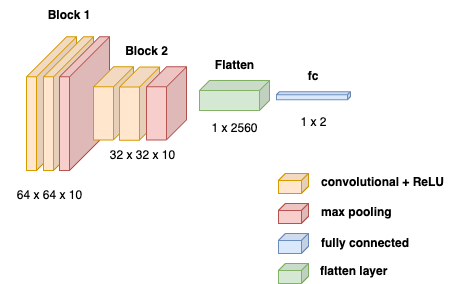 Block 1
Block 2
Flatten
fc
1 x 2560
1 x 2
32 x 32 x 10
64 x 64 x 10
convolutional + ReLU
max pooling
fully connected
flatten layer